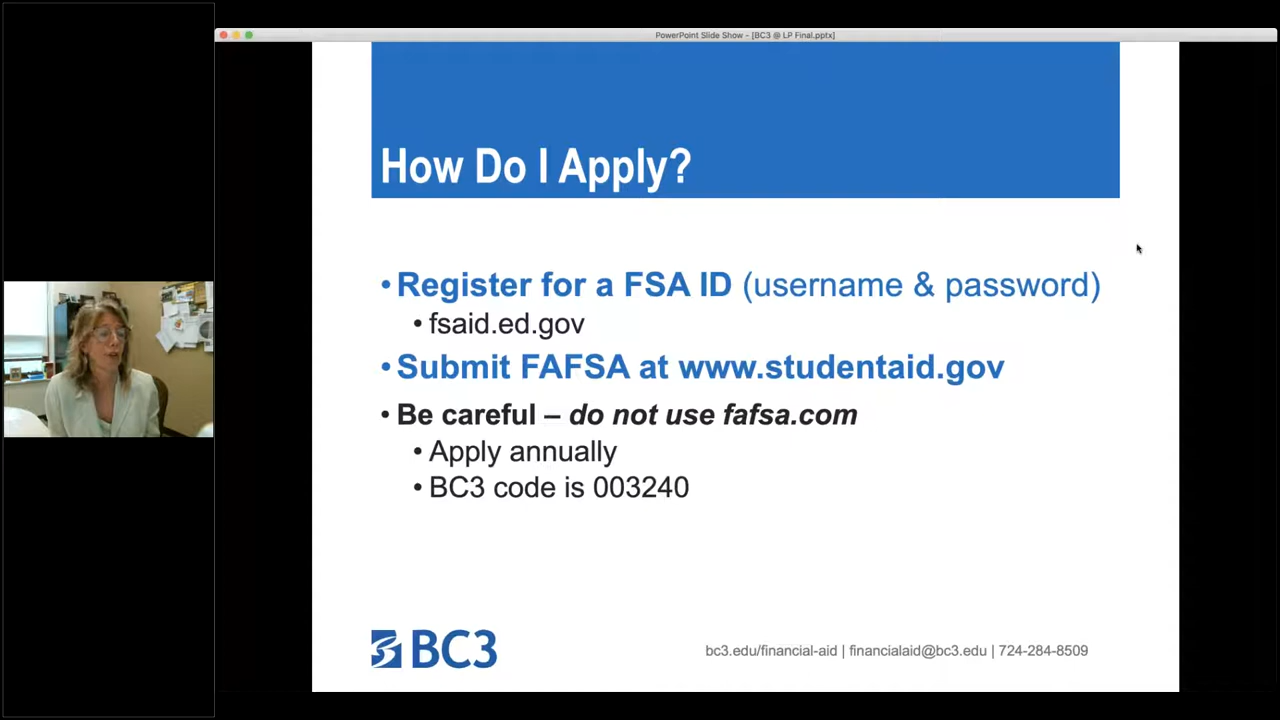 PowerPoint Slide Show - [BC3 @ LP Final.pptx]
How Do I Apply?
•Register for a FSA ID (username & password)
•fsaid.ed.gov
•Submit FAFSA at www.studentaid.gov
•Be careful – do not use fafsa.com
•Apply annually
•BC3 code is 003240
BC3
bc3.edu/financial-aid | financialaid@bc3.edu | 724-284-8509